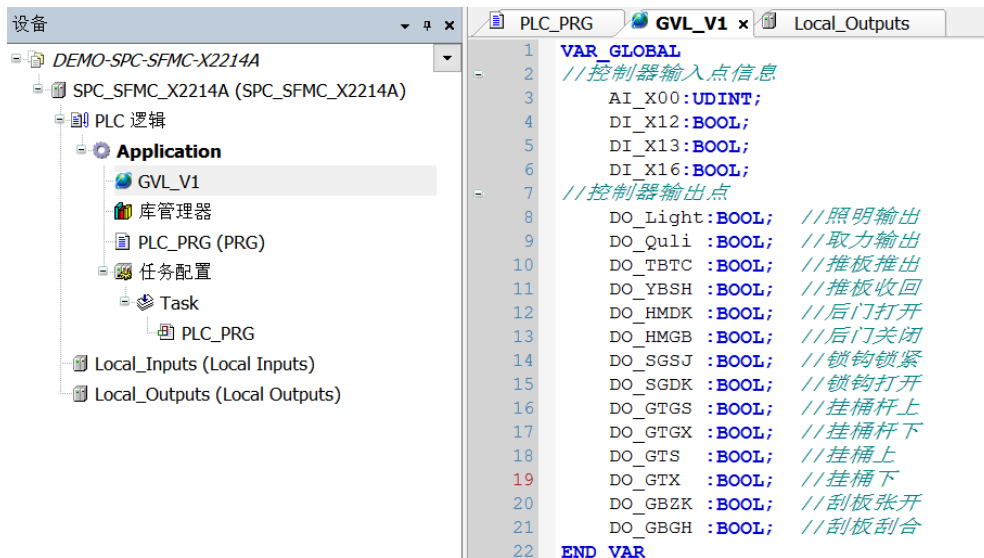 设备
DEMO-SPC-SFMC-X2214A
SPC_SFMC_X2214A (SPC_SFMC_X2214A)
PLC 逻辑
Application
GVL_V1
库管理器
PLC_PRG (PRG)
任务配置
Task
PLC_PRG
Local_Inputs (Local Inputs)
Local_Outputs (Local Outputs)
PLC_PRG GVL_V1 Local_Outputs
1 VAR_GLOBAL
2 //控制器输入点信息
3 AI_X00:UDINT;
4 DI_X12:BOOL;
5 DI_X13:BOOL;
6 DI_X16:BOOL;
7 //控制器输出点
8 DO_Light:BOOL; //照明输出
9 DO_Quli :BOOL; //取力输出
10 DO_TBTC :BOOL; //推板推出
11 DO_YBSH :BOOL; //推板收回
12 DO_HMDK :BOOL; //后门打开
13 DO_HMGB :BOOL; //后门关闭
14 DO_SGSJ :BOOL; //锁钩锁紧
15 DO_SGDK :BOOL; //锁钩打开
16 DO_GTGS :BOOL; //挂桶杆上
17 DO_GTGX :BOOL; //挂桶杆下
18 DO_GTS :BOOL; //挂桶上
19 DO_GTX :BOOL; //挂桶下
20 DO_GBZK :BOOL; //刮板张开
21 DO_GBGH :BOOL; //刮板刮合
22 END_VAR